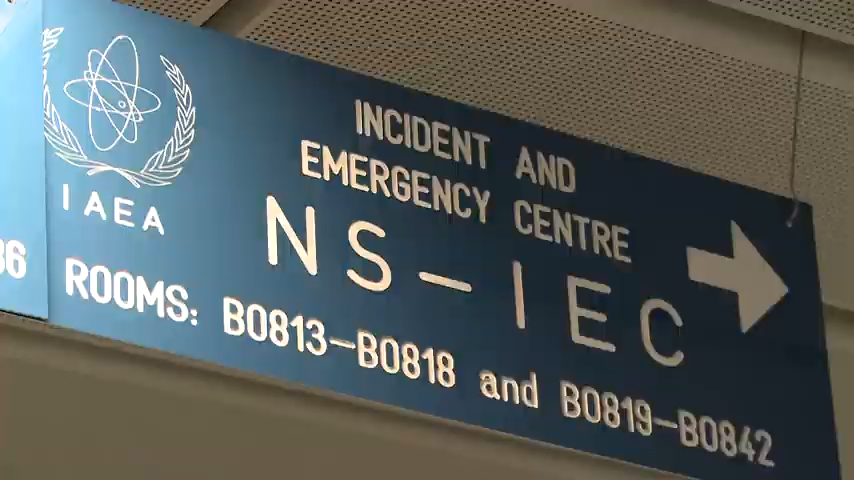 IAEA
INCIDENT AND
EMERGENCY CENTRE
NS–IEC
ROOMS: B0813–B0818 and B0819–B0842